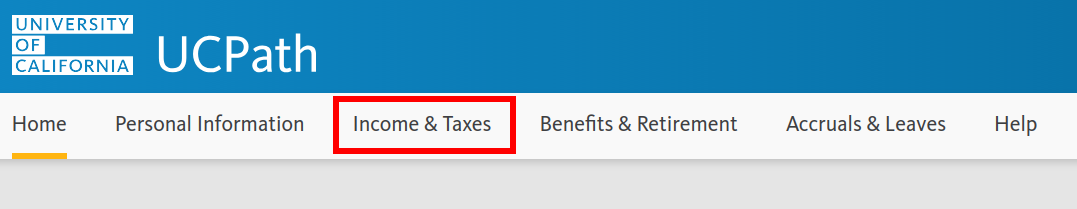 UNIVERSITY
OF
CALIFORNIA
UCPath
Home Personal Information Income & Taxes Benefits & Retirement Accruals & Leaves Help